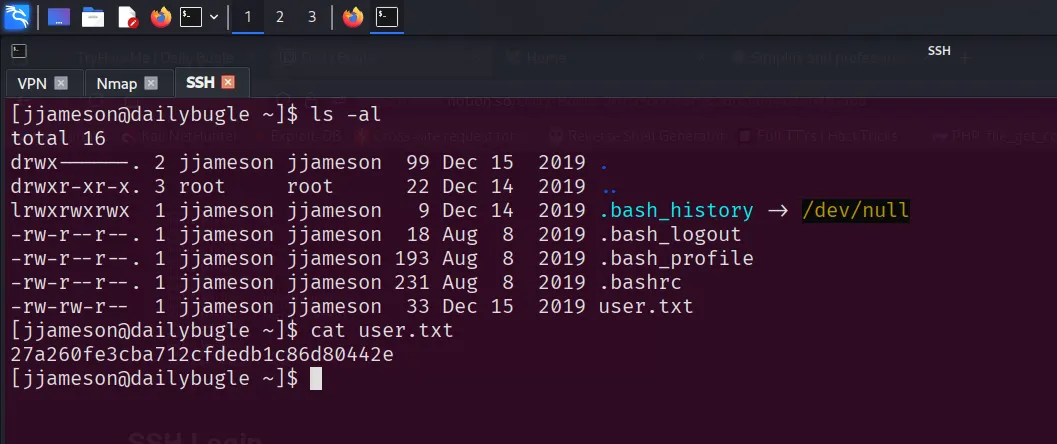 1 2 3
SSH
VPN Nmap SSH
[jjameson@dailybugle ~]$ ls -al
total 16
drwx------. 2 jjameson jjameson 99 Dec 15 2019 .
drwxr-xr-x. 3 root root 22 Dec 14 2019 ..
lrwxrwxrwx 1 jjameson jjameson 9 Dec 14 2019 .bash_history -> /dev/null
-rw-r--r--. 1 jjameson jjameson 18 Aug 8 2019 .bash_logout
-rw-r--r--. 1 jjameson jjameson 193 Aug 8 2019 .bash_profile
-rw-r--r--. 1 jjameson jjameson 231 Aug 8 2019 .bashrc
-rw-rw-r-- 1 jjameson jjameson 33 Dec 15 2019 user.txt
[jjameson@dailybugle ~]$ cat user.txt
27a260fe3cba712cfdedb1c86d80442e
[jjameson@dailybugle ~]$
SSH Login